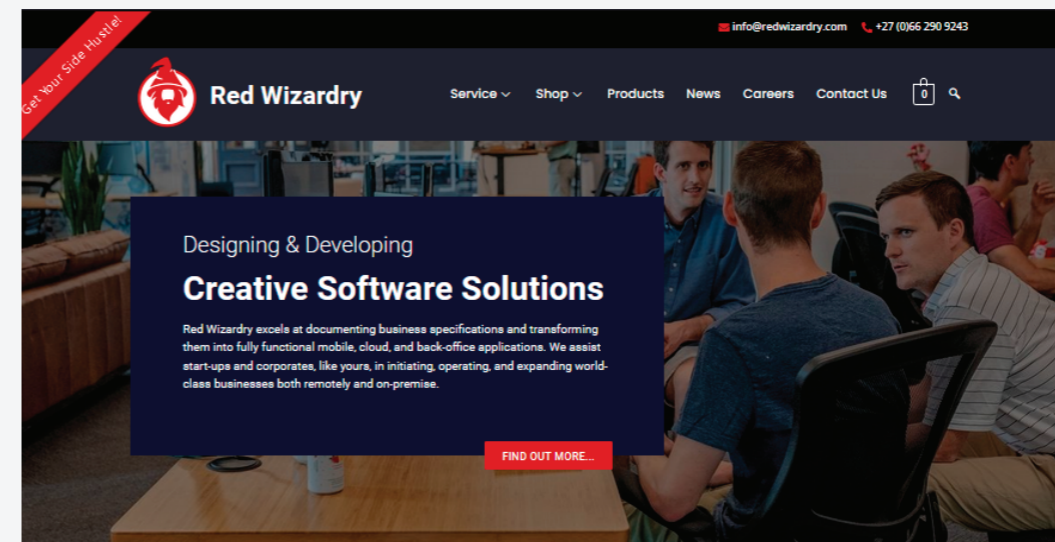 Get Your Side Hustle!
info@redwizardry.com +27 (0)66 290 9243
Red Wizardry
Service Shop Products News Careers Contact Us 0
Designing & Developing
Creative Software Solutions
Red Wizardry excels at documenting business specifications and transforming
them into fully functional mobile, cloud, and back-office applications. We assist
start-ups and corporates, like yours, in initiating, operating, and expanding world-
class businesses both remotely and on-premise.
FIND OUT MORE...